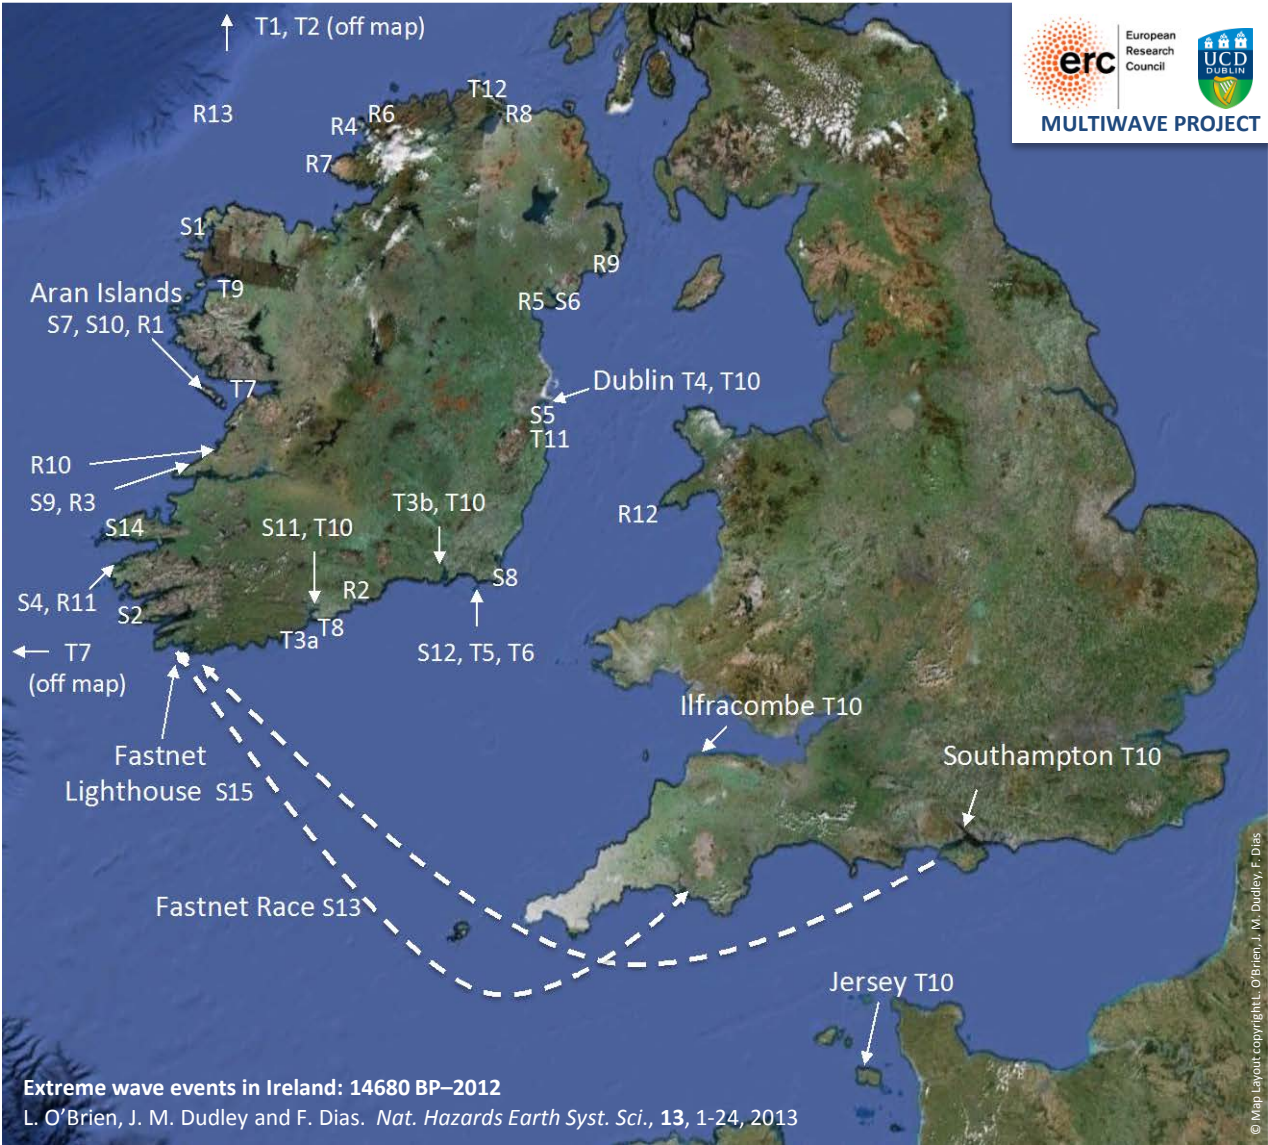 T1, T2 (off map)
erc
European
Research
Council
UCD
DUBLIN
MULTIWAVE PROJECT
T12
R13
R6
R8
R4
R7
S1
R9
T9
Aran Islands
S7, S10, R1
R5 S6
T7
Dublin T4, T10
S5
T11
R10
S9, R3
T3b, T10
R12
S14
S11, T10
S8
R2
S4, R11
S2
T8
T3a
T7
(off map)
S12, T5, T6
Ilfracombe T10
Fastnet
Lighthouse S15
Southampton T10
Fastnet Race S13
Jersey T10
Extreme wave events in Ireland: 14680 BP–2012
L. O’Brien, J. M. Dudley and F. Dias. Nat. Hazards Earth Syst. Sci., 13, 1-24, 2013
© Map Layout copyright L. O’Brien, J. M. Dudley, F. Dias